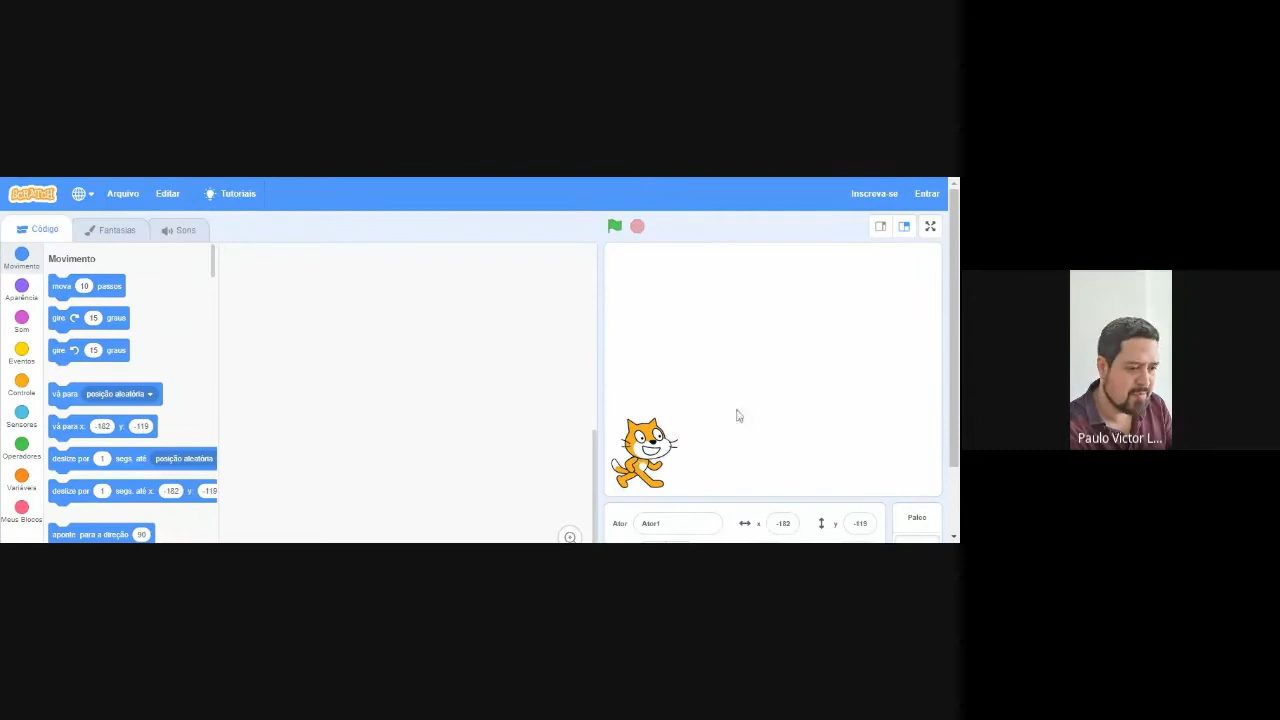 SCRATCH
Arquivo
Editar
Tutoriais
Inscreva-se
Entrar
Código
Fantasias
Sons
Movimento
Aparência
Som
Eventos
Controle
Sensores
Operadores
Variáveis
Meus Blocos
Movimento
mova 10 passos
gire 15 graus
gire 15 graus
vá para posição aleatória
vá para x: -182 y: -119
deslize por 1 segs. até posição aleatória
deslize por 1 segs. até x: -182 y: -119
aponte para a direção 90
Ator Ator1 x -182 y -119
Palco
Paulo Victor L...